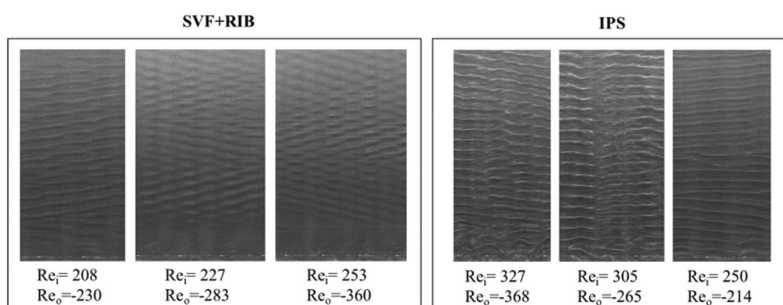 SVF+RIB
IPS
Reᵢ= 208
Reₒ=-230
Reᵢ= 227
Reₒ=-283
Reᵢ= 253
Reₒ=-360
Reᵢ= 327
Reₒ=-368
Reᵢ= 305
Reₒ=-265
Reᵢ= 250
Reₒ=-214